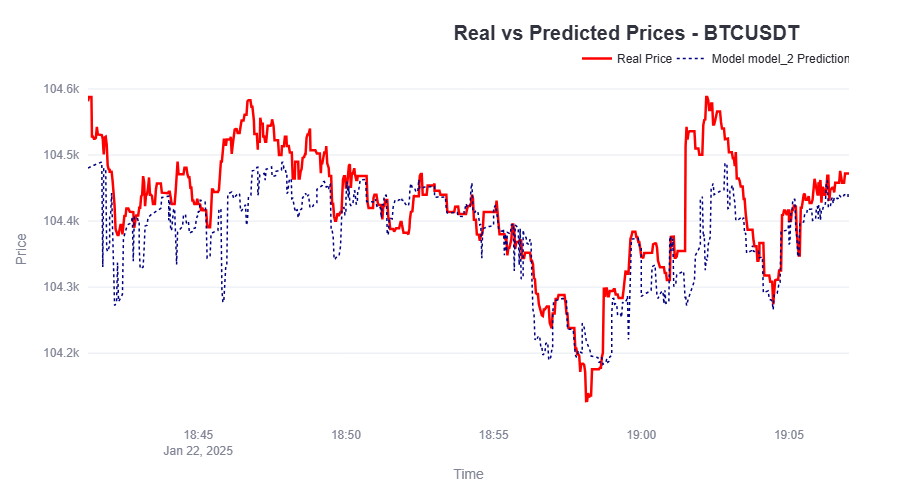 Real vs Predicted Prices - BTCUSDT
Real Price Model model_2 Prediction
104.6k
104.5k
104.4k
104.3k
104.2k
Price
18:45 18:50 18:55 19:00 19:05
Jan 22, 2025
Time